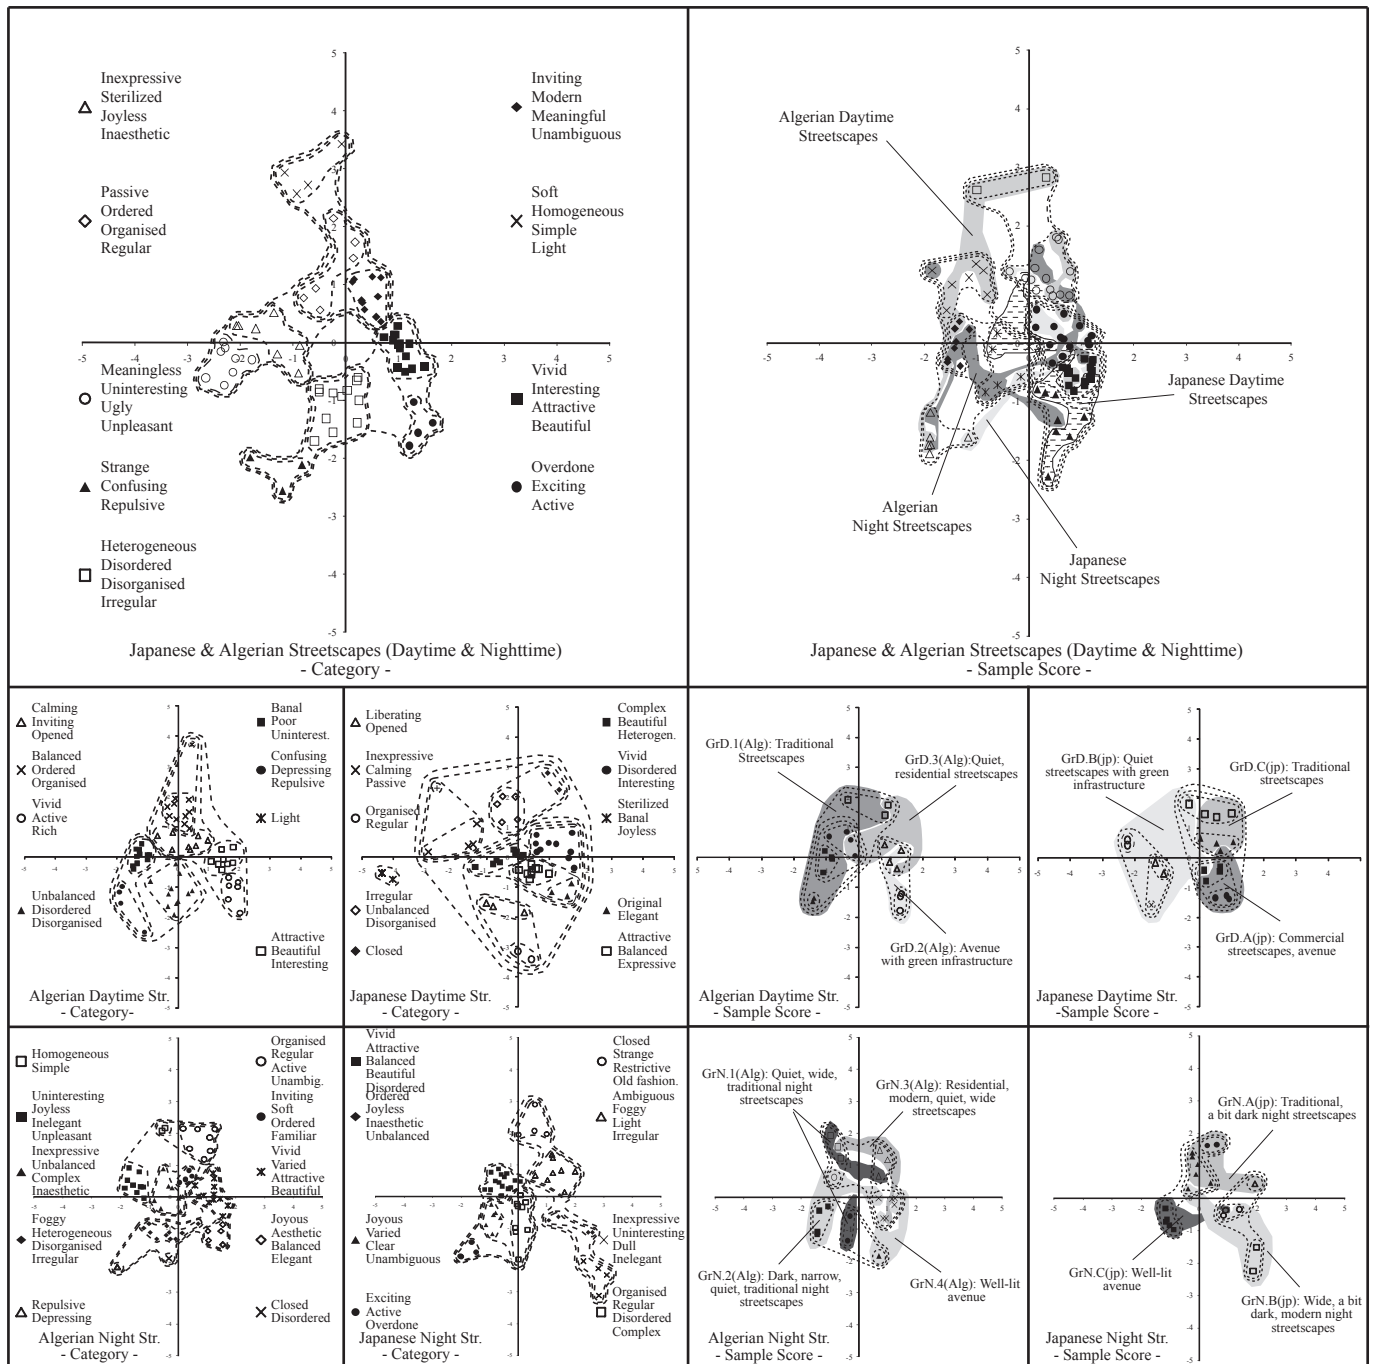 Inexpressive
Sterilized
Joyless
Inaesthetic
Inviting
Modern
Meaningful
Unambiguous
Passive
Ordered
Organised
Regular
Soft
Homogeneous
Simple
Light
Meaningless
Uninteresting
Ugly
Unpleasant
Vivid
Interesting
Attractive
Beautiful
Strange
Confusing
Repulsive
Overdone
Exciting
Active
Heterogeneous
Disordered
Disorganised
Irregular
Japanese & Algerian Streetscapes (Daytime & Nighttime)
- Category -
Algerian Daytime
Streetscapes
Japanese Daytime
Streetscapes
Algerian
Night Streetscapes
Japanese
Night Streetscapes
Japanese & Algerian Streetscapes (Daytime & Nighttime)
- Sample Score -
Calming
Inviting
Opened
Banal
Poor
Uninterest.
Balanced
Ordered
Organised
Confusing
Depressing
Repulsive
Vivid
Active
Rich
Light
Unbalanced
Disordered
Disorganised
Attractive
Beautiful
Interesting
Algerian Daytime Str.
- Category-
Liberating
Opened
Complex
Beautiful
Heterogen.
Inexpressive
Calming
Passive
Vivid
Disordered
Interesting
Organised
Regular
Sterilized
Banal
Joyless
Irregular
Unbalanced
Disorganised
Original
Elegant
Closed
Attractive
Balanced
Expressive
Japanese Daytime Str.
- Category -
GrD.1(Alg): Traditional
Streetscapes
GrD.3(Alg):Quiet,
residential streetscapes
GrD.2(Alg): Avenue
with green infrastructure
Algerian Daytime Str.
-Sample Score -
GrD.B(jp): Quiet
streetscapes with green
infrastructure
GrD.C(jp): Traditional
streetscapes
GrD.A(jp): Commercial
streetscapes, avenue
Japanese Daytime Str.
- Sample Score -
Homogeneous
Simple
Organised
Regular
Active
Unambig.
Uninteresting
Joyless
Inelegant
Unpleasant
Inviting
Soft
Ordered
Familiar
Inexpressive
Unbalanced
Complex
Inaesthetic
Vivid
Varied
Attractive
Beautiful
Foggy
Heterogeneous
Disorganised
Irregular
Joyous
Aesthetic
Balanced
Elegant
Repulsive
Depressing
Closed
Disordered
Algerian Night Str.
- Category -
Vivid
Attractive
Balanced
Beautiful
Disordered
Closed
Strange
Restrictive
Old fashion.
Ordered
Joyless
Inaesthetic
Unbalanced
Ambiguous
Foggy
Light
Irregular
Joyous
Varied
Clear
Unambiguous
Inexpressive
Uninteresting
Dull
Inelegant
Exciting
Active
Overdone
Organised
Regular
Disordered
Complex
Japanese Night Str.
- Category -
GrN.1(Alg): Quiet, wide,
traditional night
streetscapes
GrN.3(Alg): Residential,
modern, quiet, wide
streetscapes
GrN.2(Alg): Dark, narrow,
quiet, traditional night
streetscapes
GrN.4(Alg): Well-lit
avenue
Algerian Night Str.
- Sample Score -
GrN.A(jp): Traditional,
a bit dark night streetscapes
GrN.C(jp): Well-lit
avenue
GrN.B(jp): Wide, a bit
dark, modern night
streetscapes
Japanese Night Str.
- Sample Score -